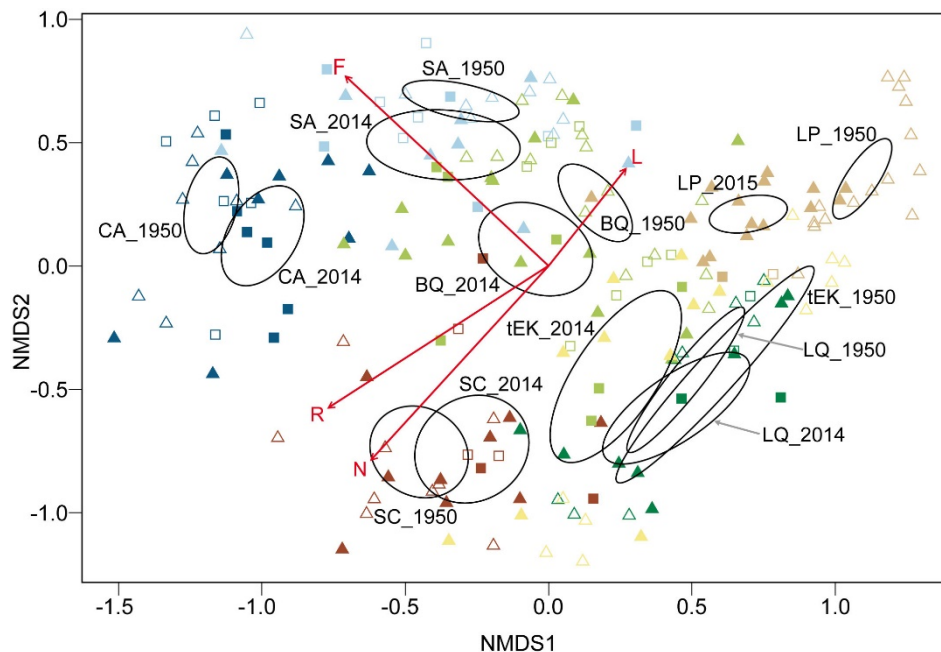 1.0
0.5
0.0
-0.5
-1.0
NMDS2
F
SA_1950
SA_2014
L
LP_1950
LP_2015
CA_1950
CA_2014
BQ_1950
BQ_2014
tEK_2014
tEK_1950
LQ_1950
LQ_2014
R
SC_2014
N
SC_1950
-1.5
-1.0
-0.5
0.0
0.5
1.0
NMDS1